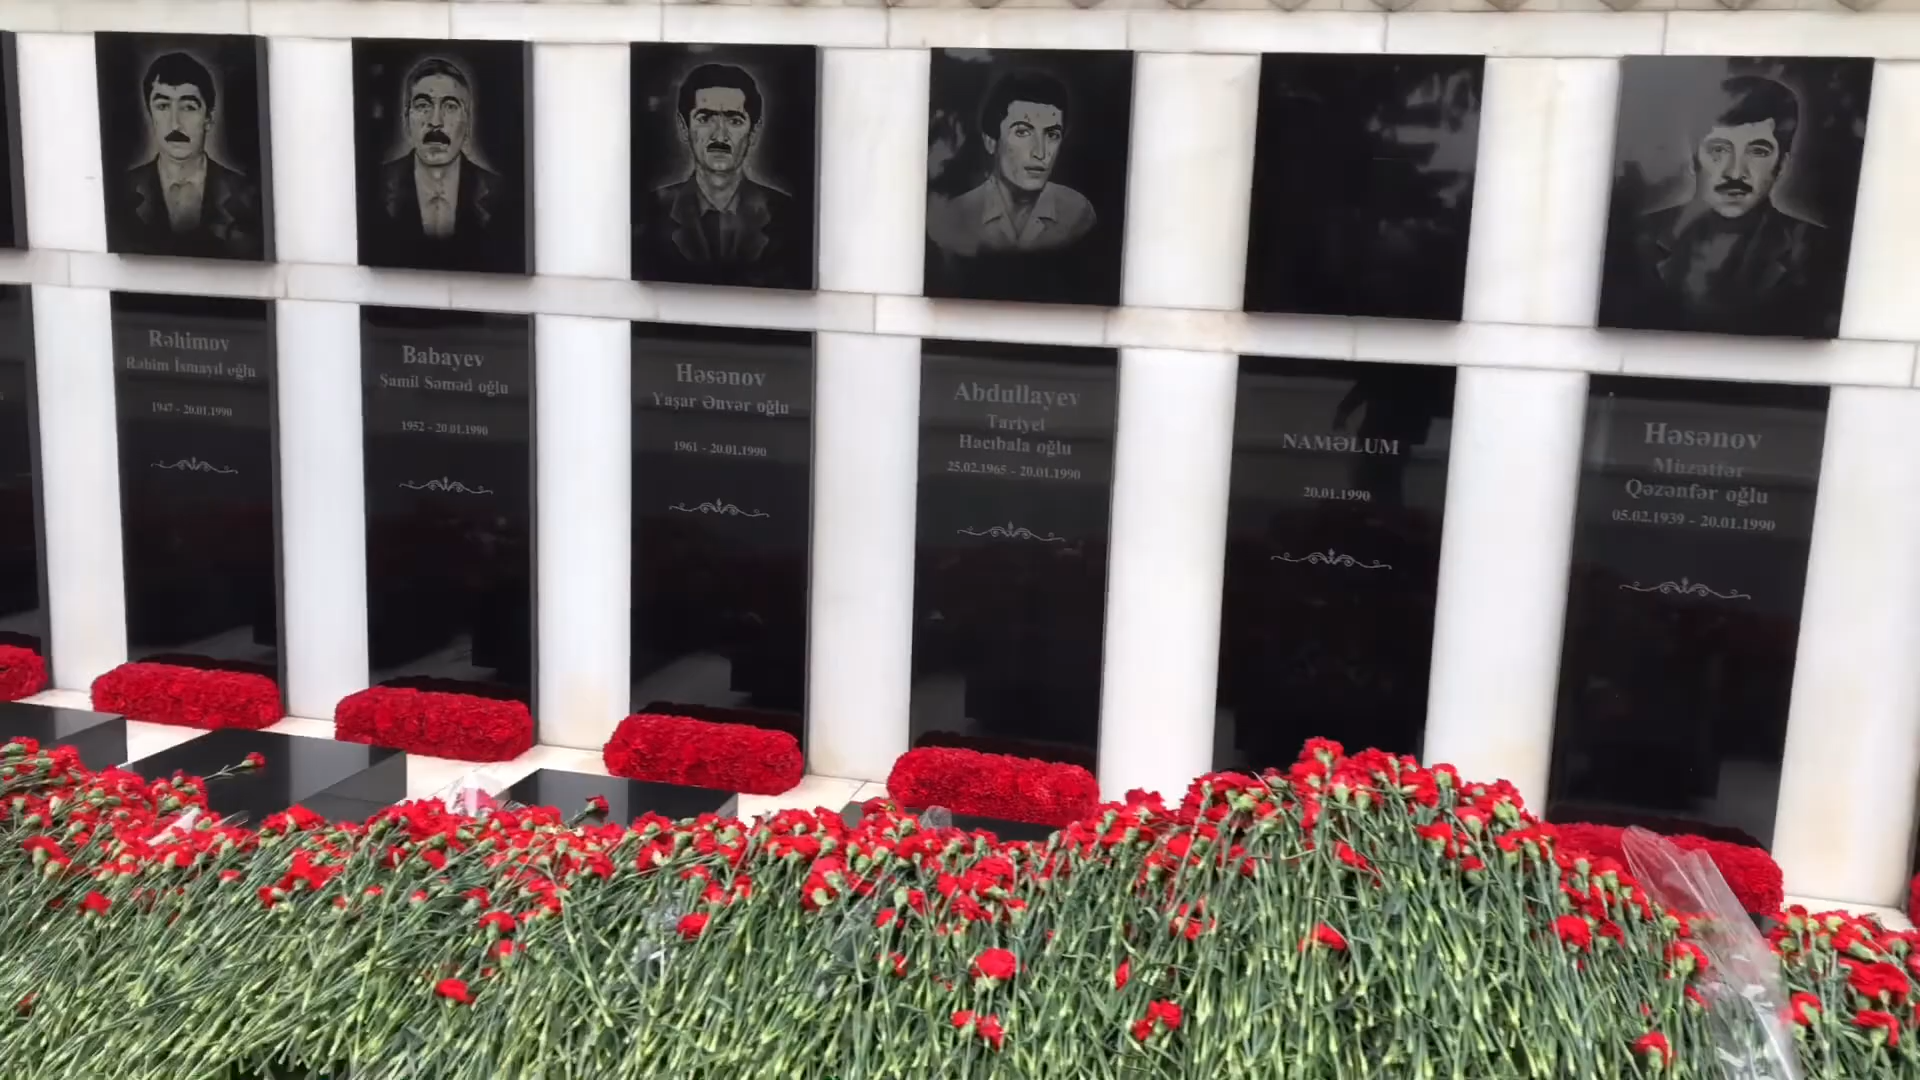 Rəhimov
Rəhim İsmayıl oğlu
1947 - 20.01.1990
Babayev
Şamil Səməd oğlu
1952 - 20.01.1990
Həsənov
Yaşar Ənvər oğlu
1961 - 20.01.1990
Abdullayev
Tariyel
Hacıbala oğlu
25.02.1965 - 20.01.1990
NAMƏLUM
20.01.1990
Həsənov
Müzəffər
Qəzənfər oğlu
05.02.1939 - 20.01.1990